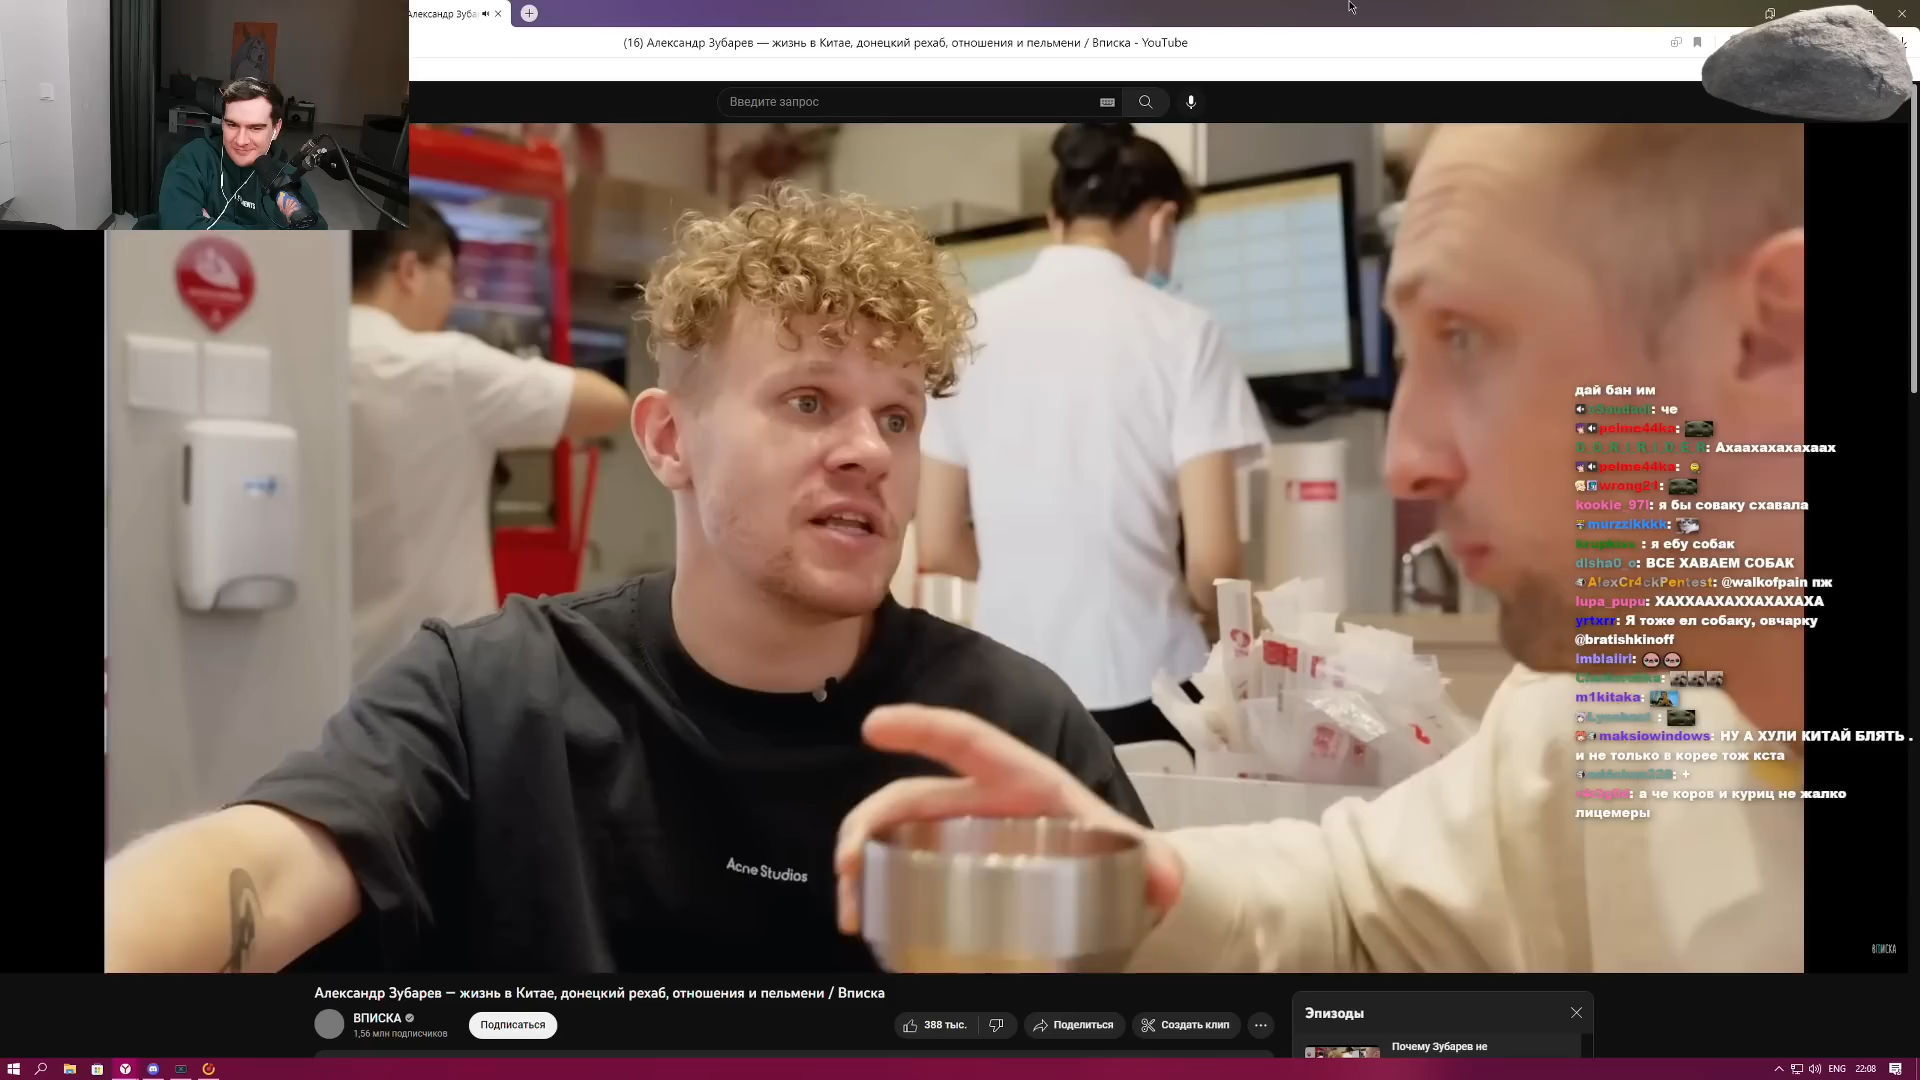 (16) Александр Зубарев — жизнь в Китае, донецкий рехаб, отношения и пельмени / Вписка - YouTube
Введите запрос
дай бан им
: че
pelme44ka:
: Ахаахахахахаах
pelme44ka:
wrong21:
kookie_97l: я бы соваку схавала
murzzikkkk:
: я ебу собак
disha0_o: ВСЕ ХАВАЕМ СОБАК
AlexCr4ckPentest: @walkofpain пж
lupa_pupu: ХАХХААХАХХАХАХАХА
yrtxrr: Я тоже ел собаку, овчарку
@bratishkinoff
m1kitaka:
maksiowindows: НУ А ХУЛИ КИТАЙ БЛЯТЬ .
и не только в корее тож кста
: +
: а че коров и куриц не жалко
лицемеры
Acne Studios
ВПИСКА
Александр Зубарев — жизнь в Китае, донецкий рехаб, отношения и пельмени / Вписка
ВПИСКА
1,56 млн подписчиков
Подписаться
388 тыс.
Поделиться
Создать клип
Эпизоды
Почему Зубарев не
ENG
22:08